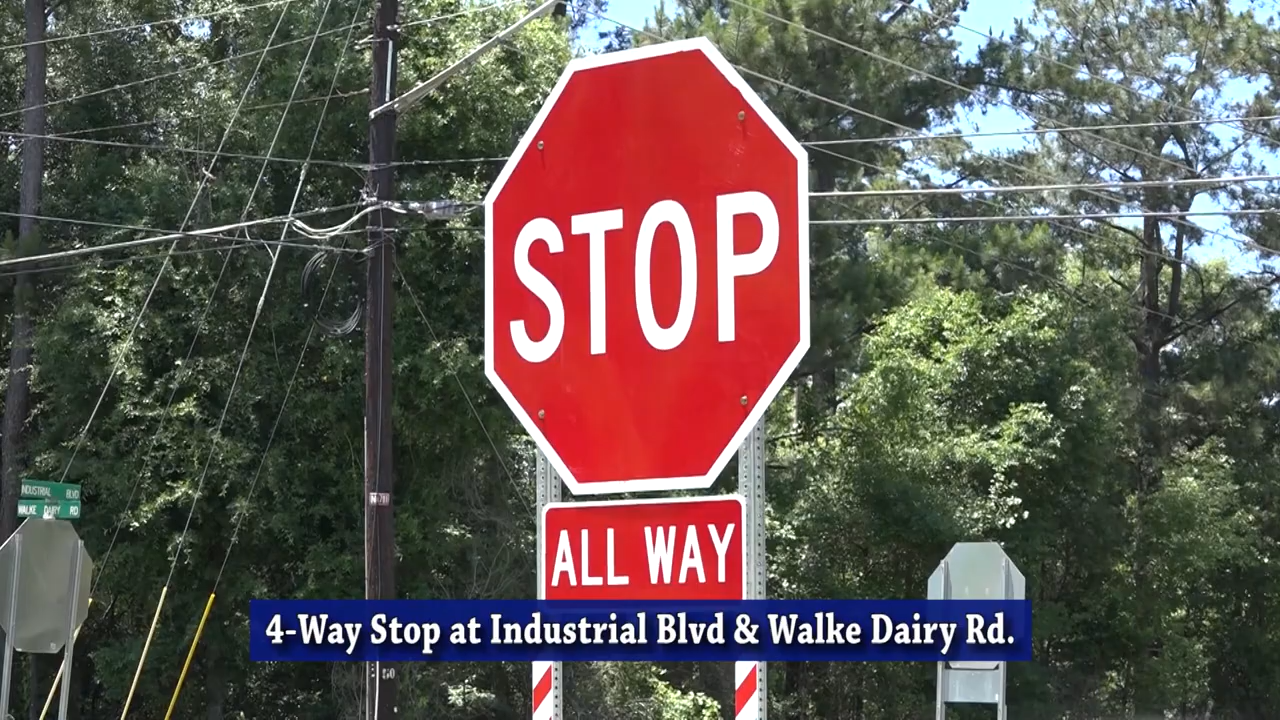 STOP
ALL WAY
INDUSTRIAL BLVD
WALKE DAIRY RD
4-Way Stop at Industrial Blvd & Walke Dairy Rd.